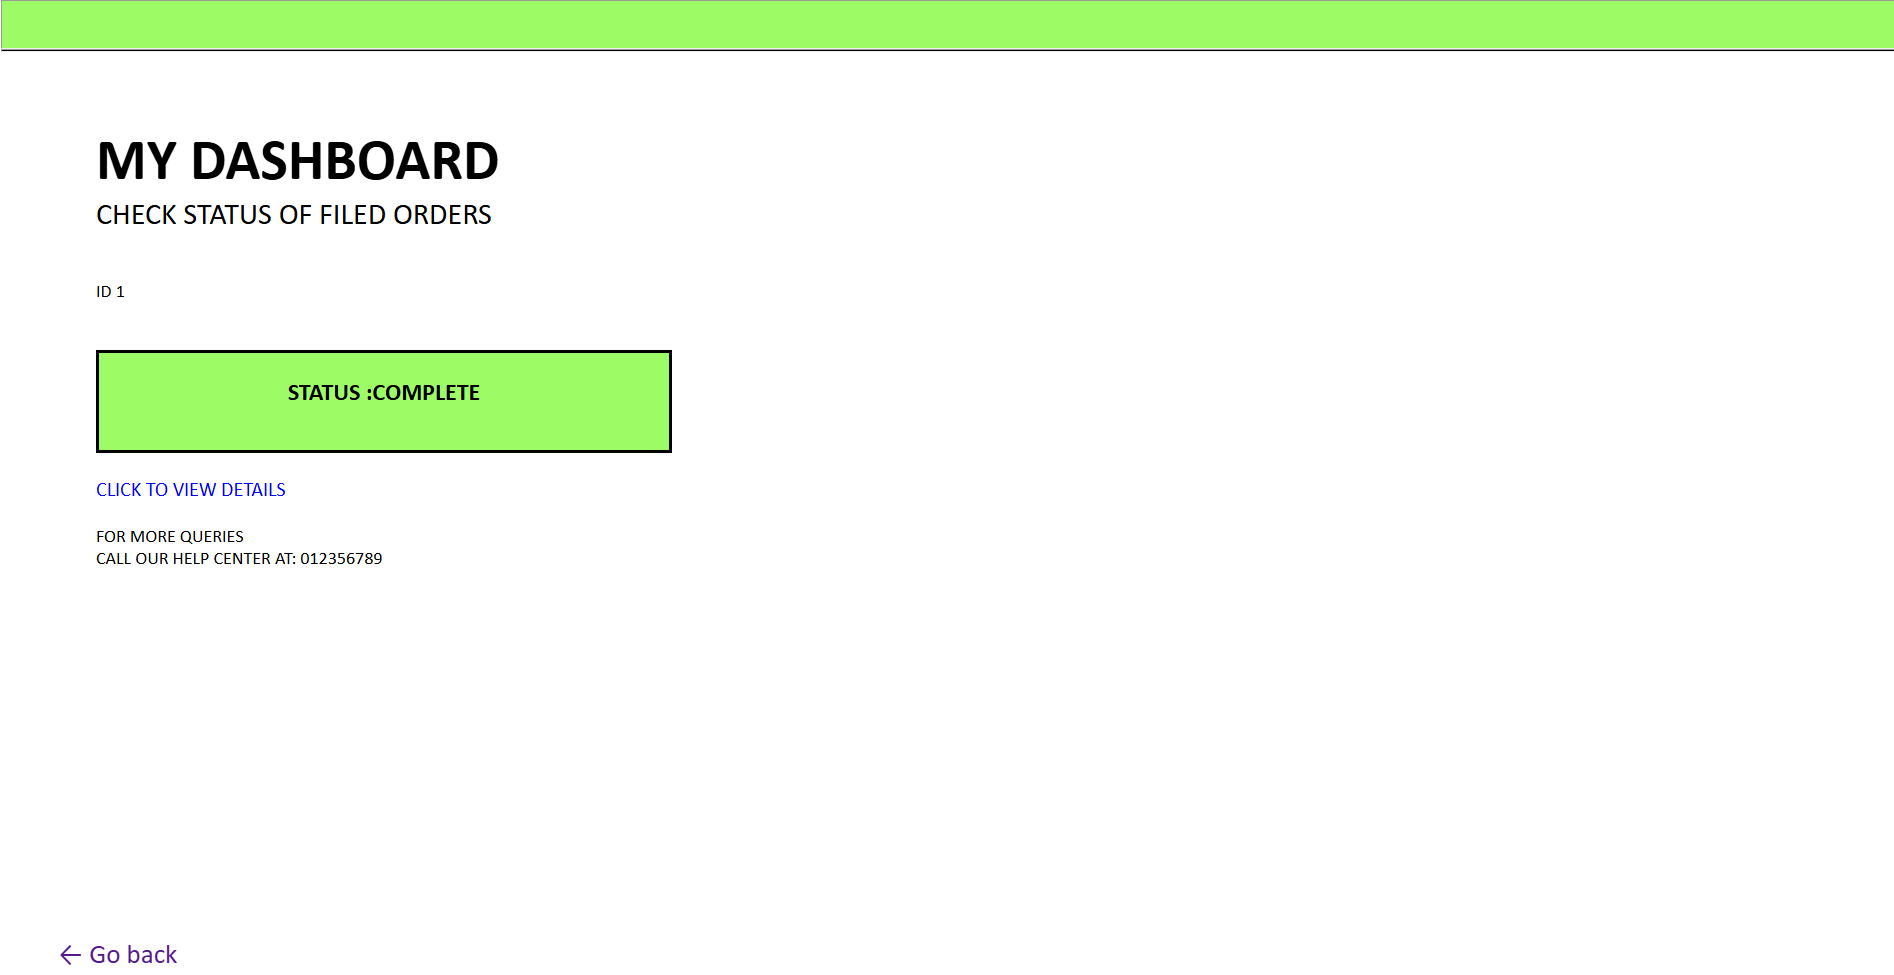 MY DASHBOARD
CHECK STATUS OF FILED ORDERS
ID 1
STATUS :COMPLETE
CLICK TO VIEW DETAILS
FOR MORE QUERIES
CALL OUR HELP CENTER AT: 012356789
← Go back